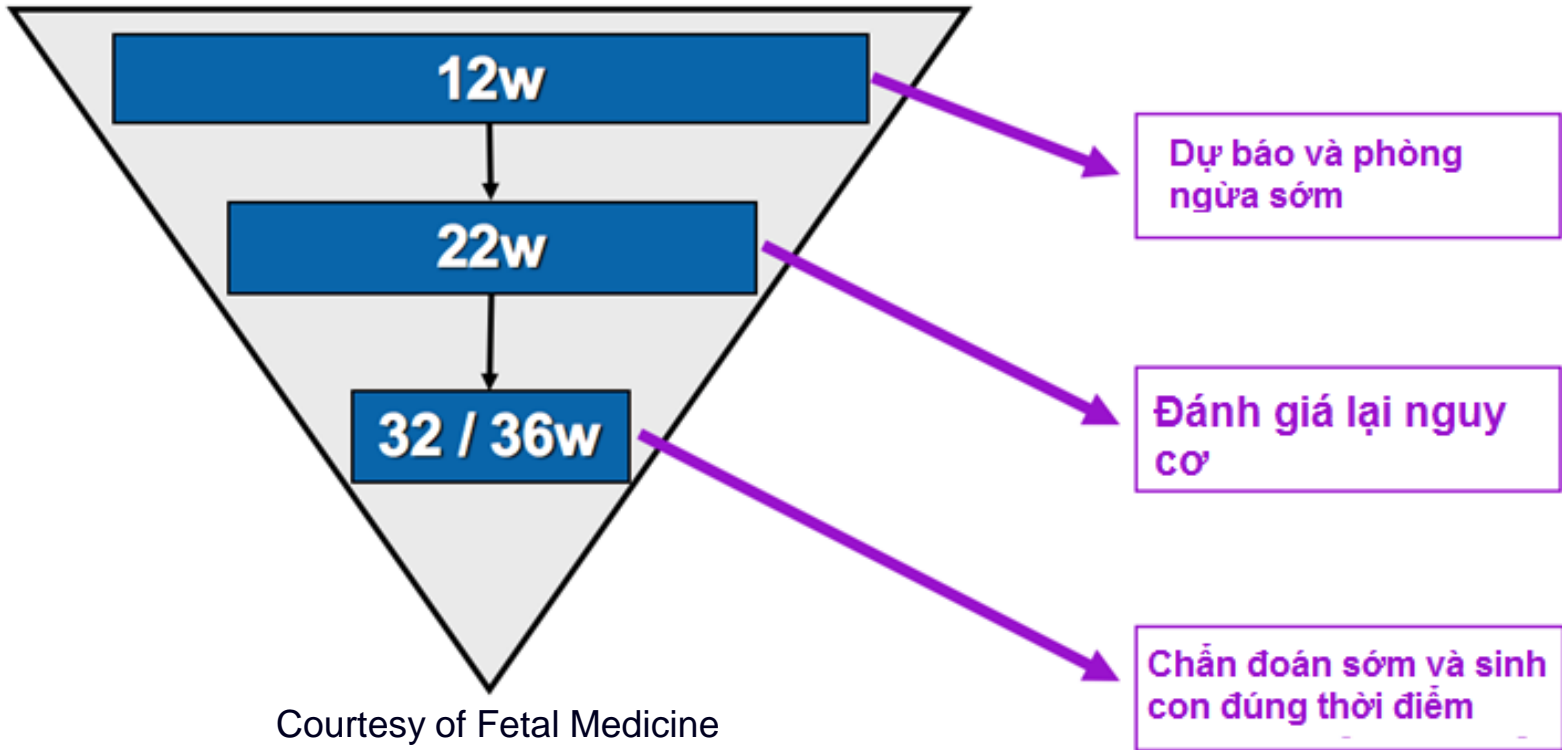 12w
Dự báo và phòng
ngừa sớm
22w
Đánh giá lại nguy
cơ
32 / 36w
Chẩn đoán sớm và sinh
con đúng thời điểm
Courtesy of Fetal Medicine